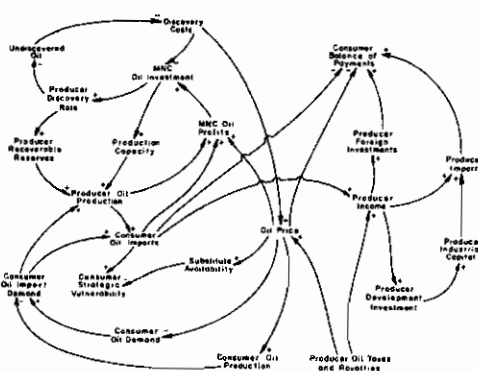 Discovery
Costs
Undiscovered
Oil
MNC
Oil Investment
Consumer
Balance of
Payments
Producer
Discovery
Rate
MNC Oil
Profits
Producer
Recoverable
Reserves
Production
Capacity
Producer
Foreign
Investments
Producer
Import
Producer Oil
Production
Producer
Income
Consumer
Oil Imports
Oil Price
Consumer
Oil Import
Demand
Consumer
Strategic
Vulnerability
Substitute
Availability
Produc
Industria
Capital
Producer
Development
Investment
Consumer
Oil Demand
Consumer Oil
Production
Producer Oil Taxes
and Royalties